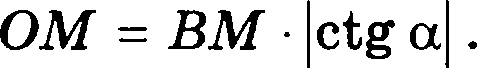 OM = BM · |ctg α| .